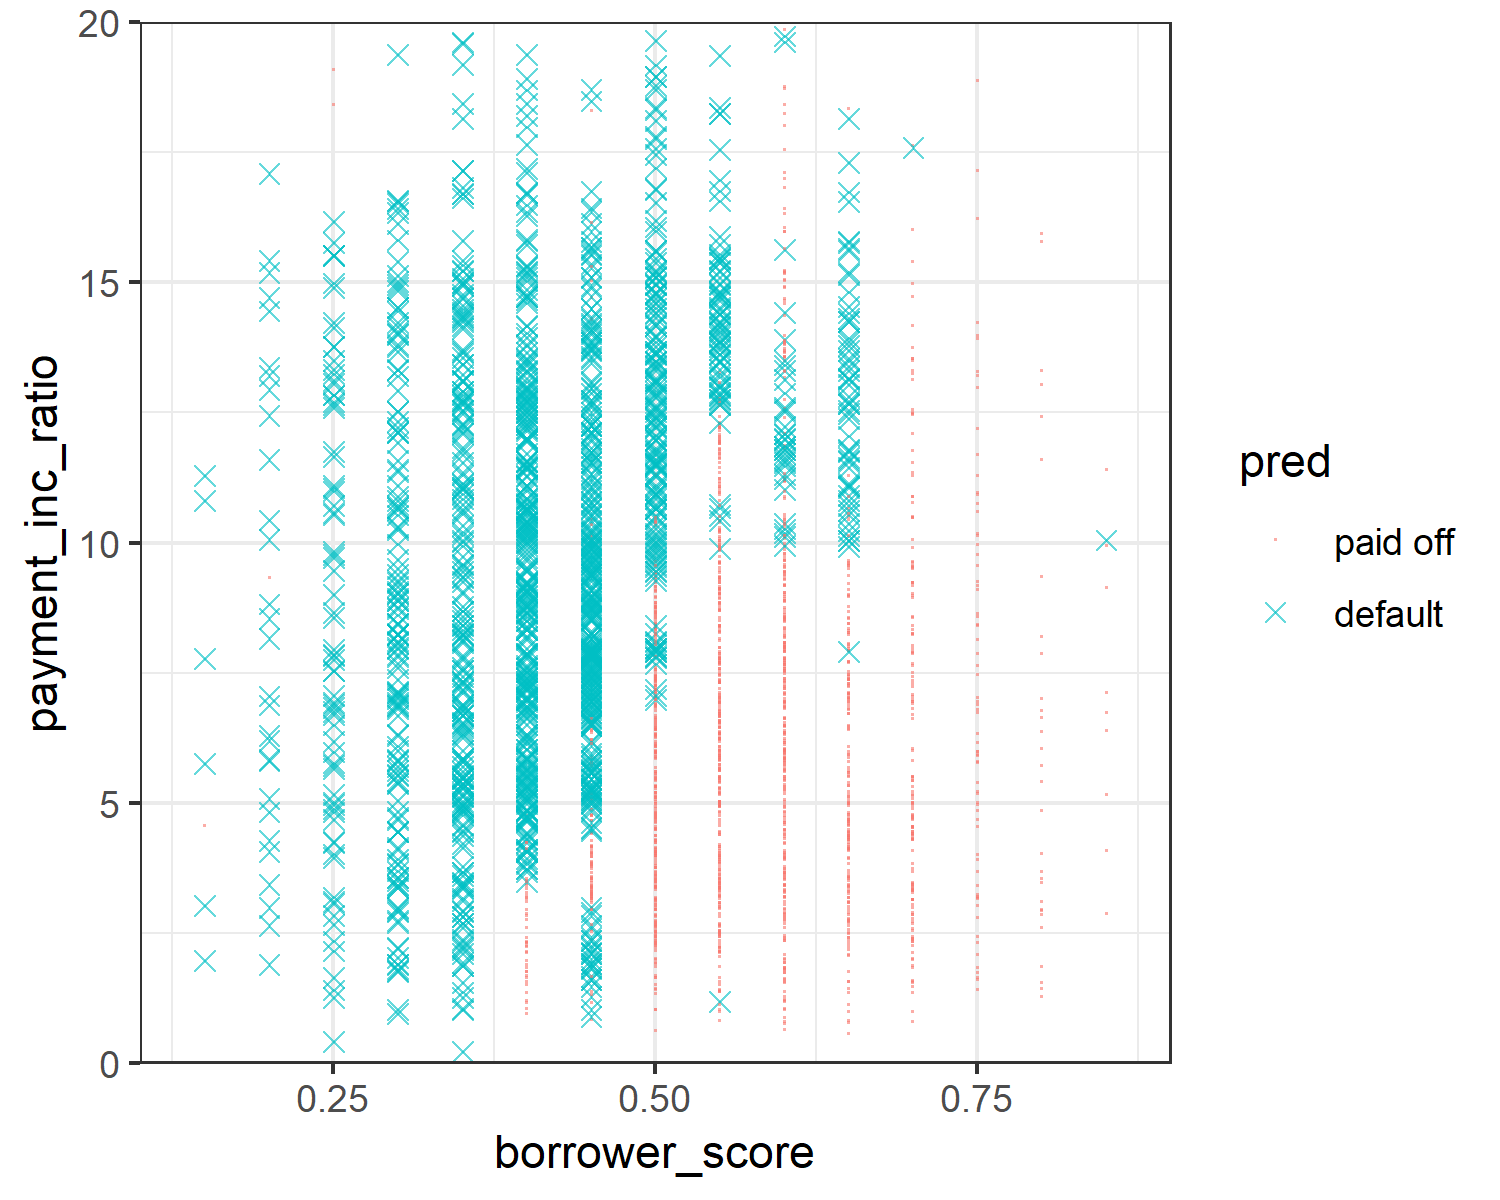 20
15
10
5
0
0.25 0.50 0.75
borrower_score
payment_inc_ratio
pred
paid off
default